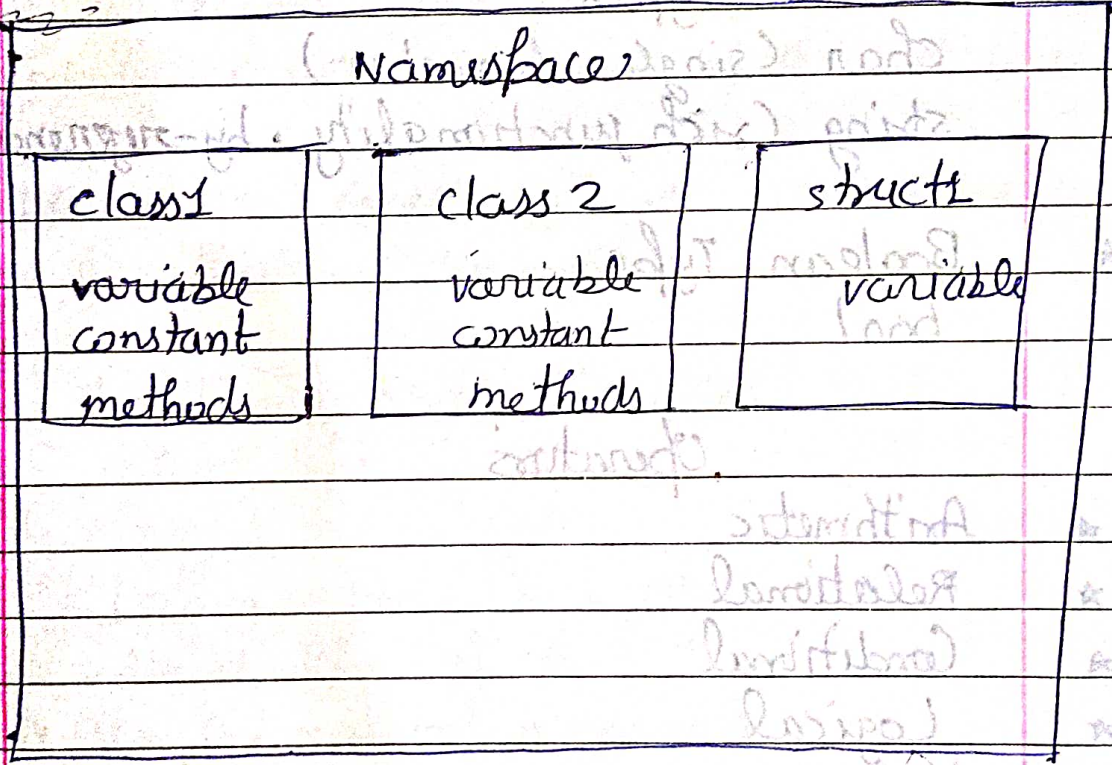 Namespace
class1 class 2 struct1
variable variable variable
constant constant
methods methods